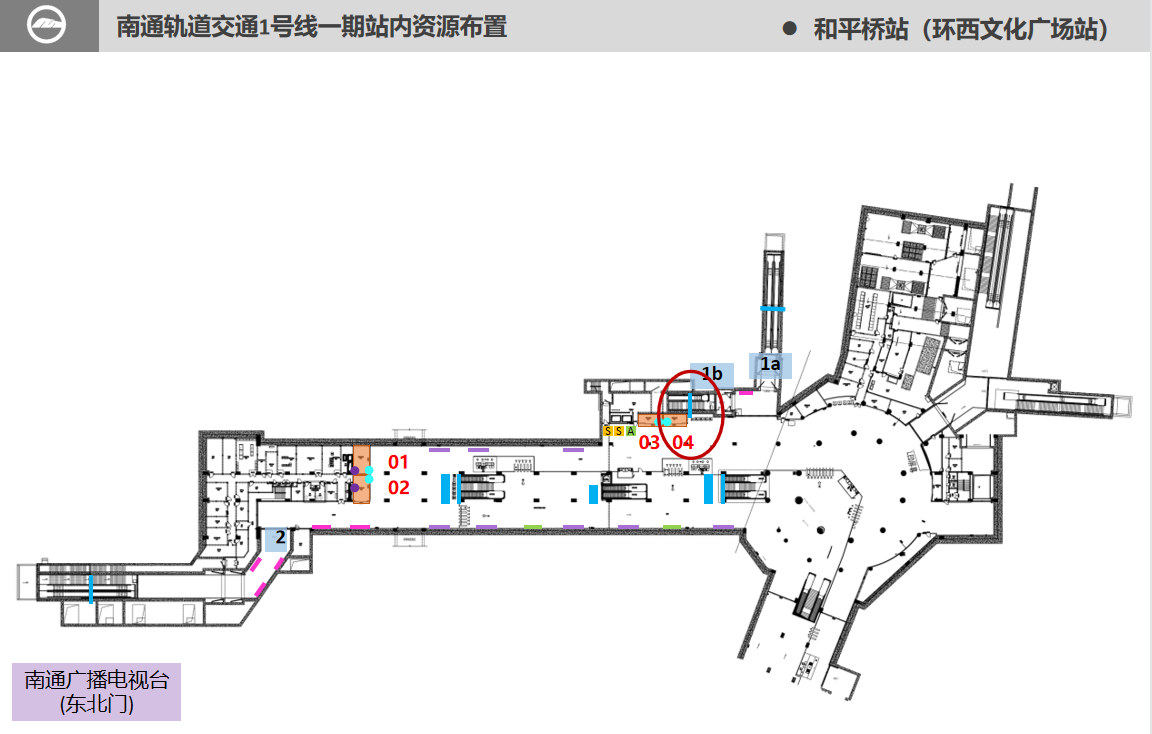 南通轨道交通1号线一期站内资源布置
● 和平桥站（环西文化广场站）
1b
1a
S S A
03 04
01
02
2
南通广播电视台
(东北门)